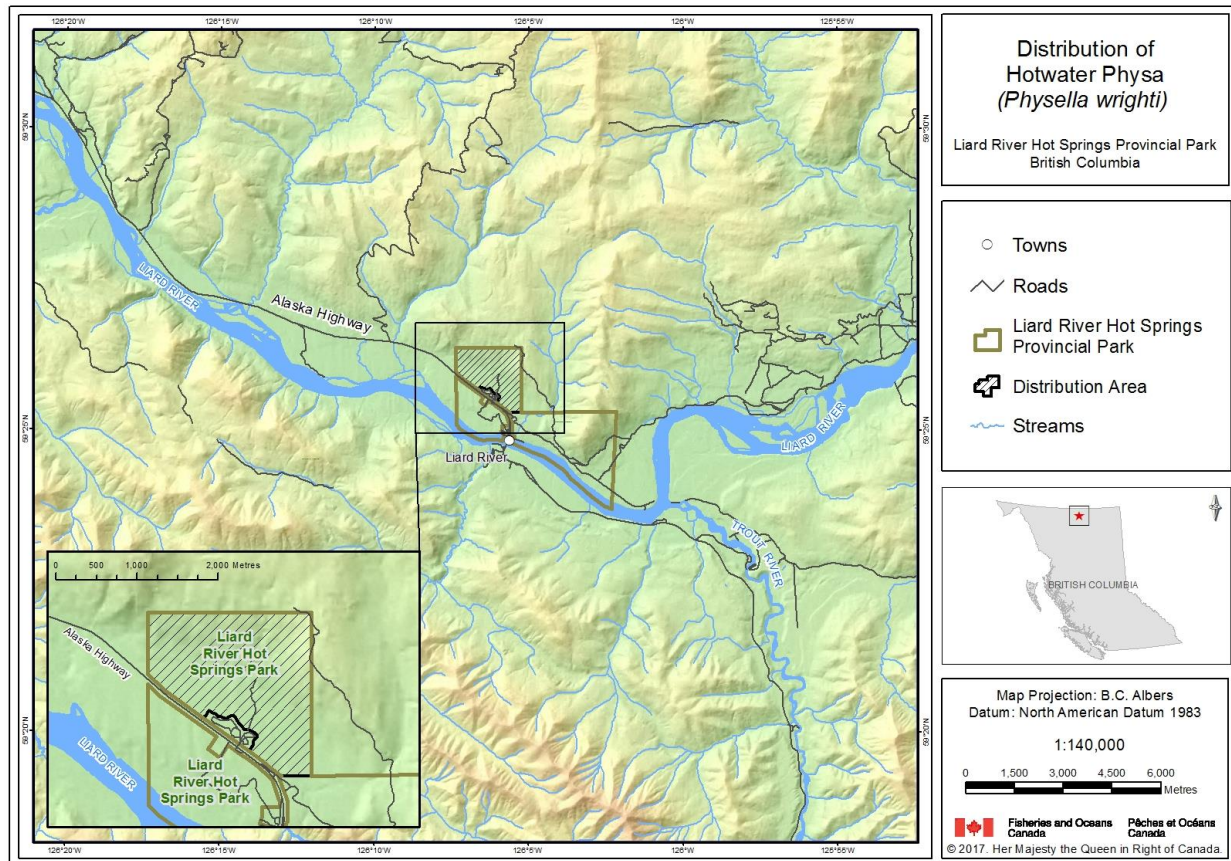 126°20'W 126°15'W 126°10'W 126°5'W 126°W 125°55'W
59°30'N
59°30'N
59°25'N
59°25'N
59°20'N
59°20'N
LIARD RIVER
Alaska Highway
Liard River
LIARD RIVER
TROUT RIVER
0 500 1,000 2,000 Metres
Alaska Highway
Liard
River Hot
Springs Park
LIARD RIVER
Liard
River Hot
Springs Park
126°20'W 126°15'W 126°10'W 126°5'W 126°W 125°55'W
Distribution of
Hotwater Physa
(Physella wrighti)
Liard River Hot Springs Provincial Park
British Columbia
Towns
Roads
Liard River Hot Springs
Provincial Park
Distribution Area
Streams
BRITISH COLUMBIA
Map Projection: B.C. Albers
Datum: North American Datum 1983
1:140,000
0 1,500 3,000 4,500 6,000
Metres
Fisheries and Oceans
Canada
Pêches et Océans
Canada
© 2017. Her Majesty the Queen in Right of Canada.